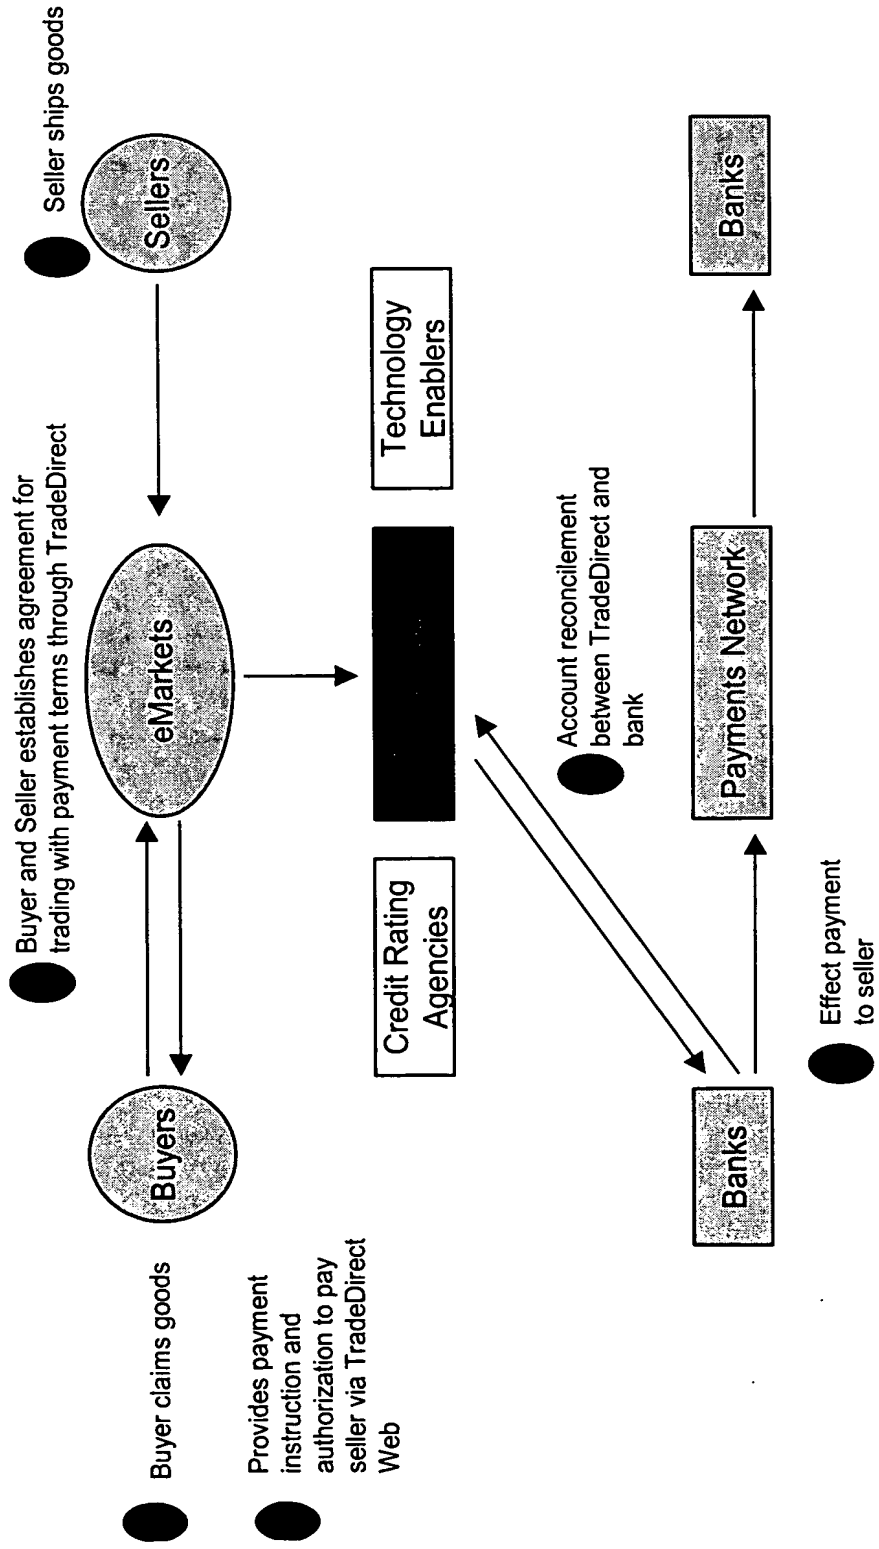 Buyer and Seller establishes agreement for
trading with payment terms through TradeDirect
Seller ships goods
Buyer claims goods
Buyers
eMarkets
Sellers
Provides payment
instruction and
authorization to pay
seller via TradeDirect
Web
Credit Rating
Agencies
Technology
Enablers
Account reconcilement
between TradeDirect and
bank
Banks
Payments Network
Banks
Effect payment
to seller